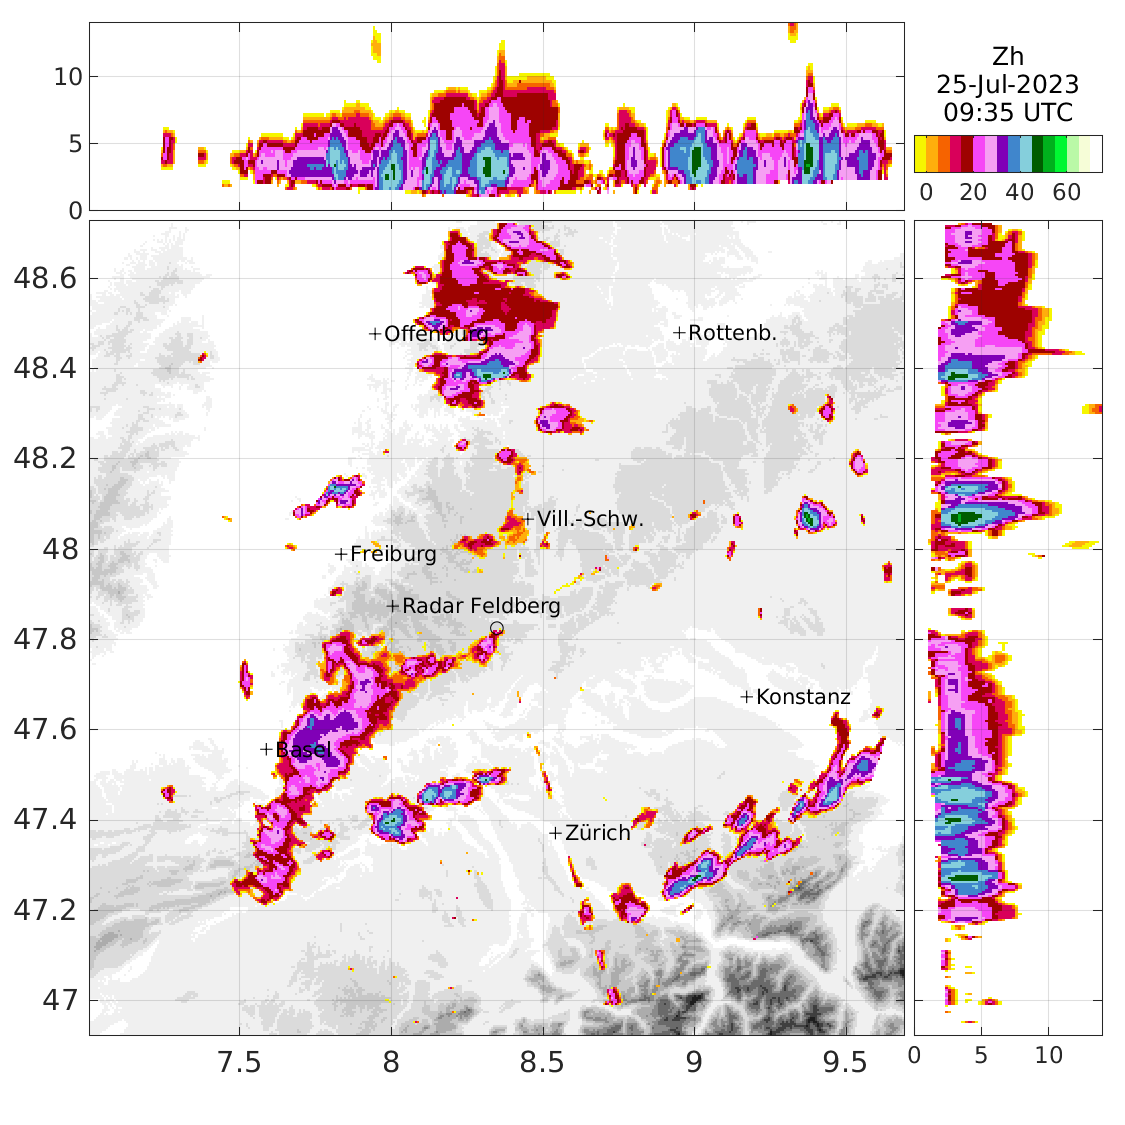 Zh
25-Jul-2023
09:35 UTC
0 20 40 60
10
5
0
48.6
+Offenburg
+Rottenb.
48.4
48.2
+Vill.-Schw.
48
+Freiburg
+Radar Feldberg
47.8
+Konstanz
47.6
+Basel
47.4
+Zürich
47.2
47
7.5 8 8.5 9 9.5
0 5 10